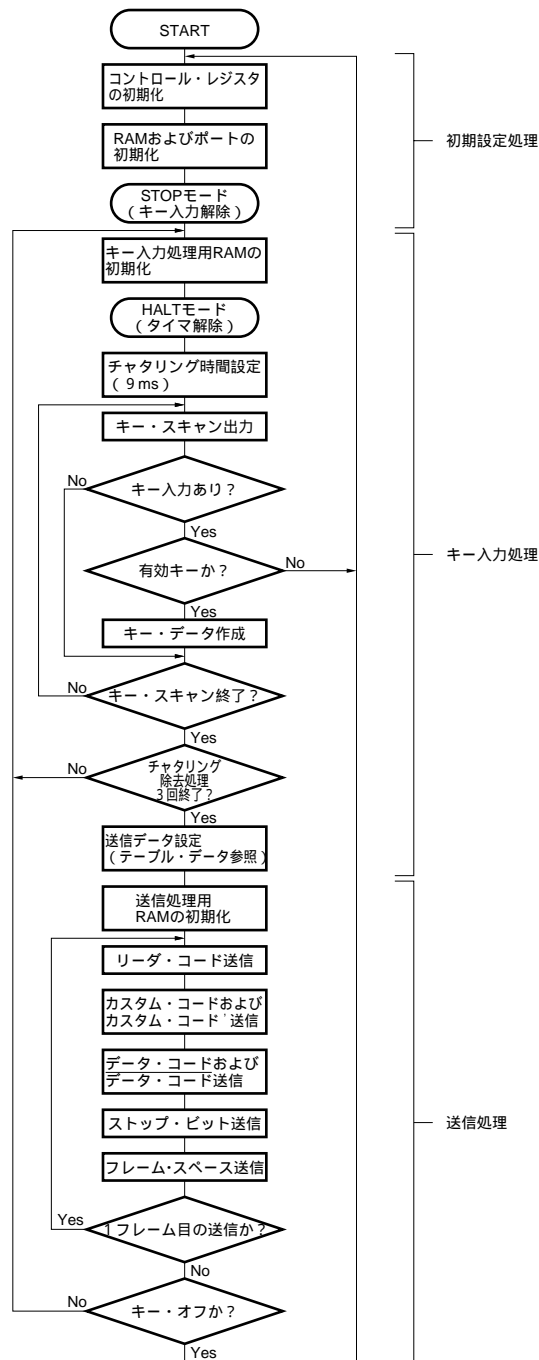 START
コントロール・レジスタ
の初期化
RAMおよびポートの
初期化
STOPモード
（キー入力解除）
初期設定処理
キー入力処理用RAMの
初期化
HALTモード
（タイマ解除）
チャタリング時間設定
（9 ms）
キー・スキャン出力
No
キー入力あり？
Yes
有効キーか？
No
Yes
キー・データ作成
No
キー・スキャン終了？
Yes
No
チャタリング
除去処理
3回終了？
Yes
送信データ設定
（テーブル・データ参照）
キー入力処理
送信処理用
RAMの初期化
リーダ・コード送信
カスタム・コードおよび
カスタム・コード' 送信
データ・コードおよび
データ・コード送信
ストップ・ビット送信
フレーム・スペース送信
Yes
1フレーム目の送信か？
No
No
キー・オフか？
Yes
送信処理